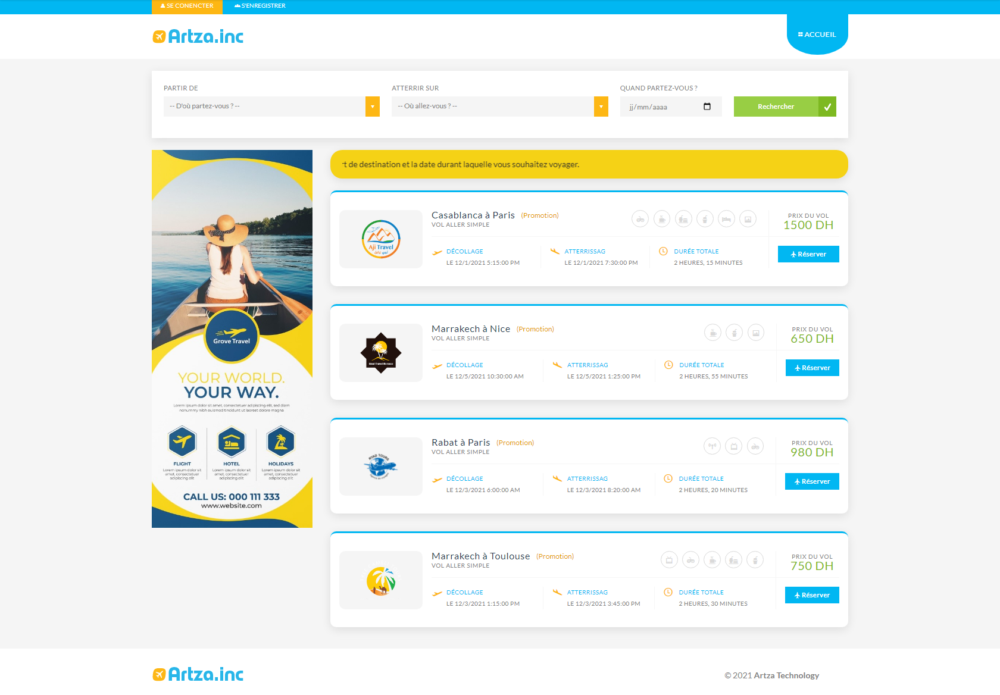 SE CONENCTER
S'ENREGISTRER
Artza.inc
ACCUEIL
PARTIR DE
ATTERRIR SUR
QUAND PARTEZ-VOUS ?
-- D'où partez-vous ? --
-- Où allez-vous ? --
jj/mm/aaaa
Rechercher
t de destination et la date durant laquelle vous souhaitez voyager.
Grove Travel
YOUR WORLD.
YOUR WAY.
Lorem ipsum dolor sit amet, consectetuer adipiscing elit, sed diam
nonummy nibh euismod tincidunt ut laoreet dolore magna
FLIGHT
Lorem ipsum dolor sit
amet, consectetuer
adipiscing elit
HOTEL
Lorem ipsum dolor sit
amet, consectetuer
adipiscing elit
HOLIDAYS
Lorem ipsum dolor sit
amet, consectetuer
adipiscing elit
CALL US: 000 111 333
www.website.com
Aji Travel
أجي ترافل
Casablanca à Paris (Promotion)
VOL ALLER SIMPLE
PRIX DU VOL
1500 DH
DÉCOLLAGE
LE 12/1/2021 5:15:00 PM
ATTERRISSAG
LE 12/1/2021 7:30:00 PM
DURÉE TOTALE
2 HEURES, 15 MINUTES
Réserver
Ideal Travel Morocco
Marrakech à Nice (Promotion)
VOL ALLER SIMPLE
PRIX DU VOL
650 DH
DÉCOLLAGE
LE 12/5/2021 10:30:00 AM
ATTERRISSAG
LE 12/5/2021 1:25:00 PM
DURÉE TOTALE
2 HEURES, 55 MINUTES
Réserver
RYAD TOURS
Agence de voyages
Rabat à Paris (Promotion)
VOL ALLER SIMPLE
PRIX DU VOL
980 DH
DÉCOLLAGE
LE 12/3/2021 6:00:00 AM
ATTERRISSAG
LE 12/3/2021 8:20:00 AM
DURÉE TOTALE
2 HEURES, 20 MINUTES
Réserver
Marrakech à Toulouse (Promotion)
VOL ALLER SIMPLE
PRIX DU VOL
750 DH
DÉCOLLAGE
LE 12/3/2021 1:15:00 PM
ATTERRISSAG
LE 12/3/2021 3:45:00 PM
DURÉE TOTALE
2 HEURES, 30 MINUTES
Réserver
Artza.inc
© 2021 Artza Technology